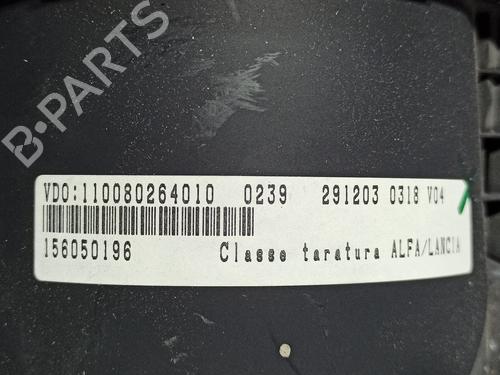 B-PARTS
VDO:110080264010 0239 291203 0318 V04
156050196 Classe taratura ALFA/LANCIA